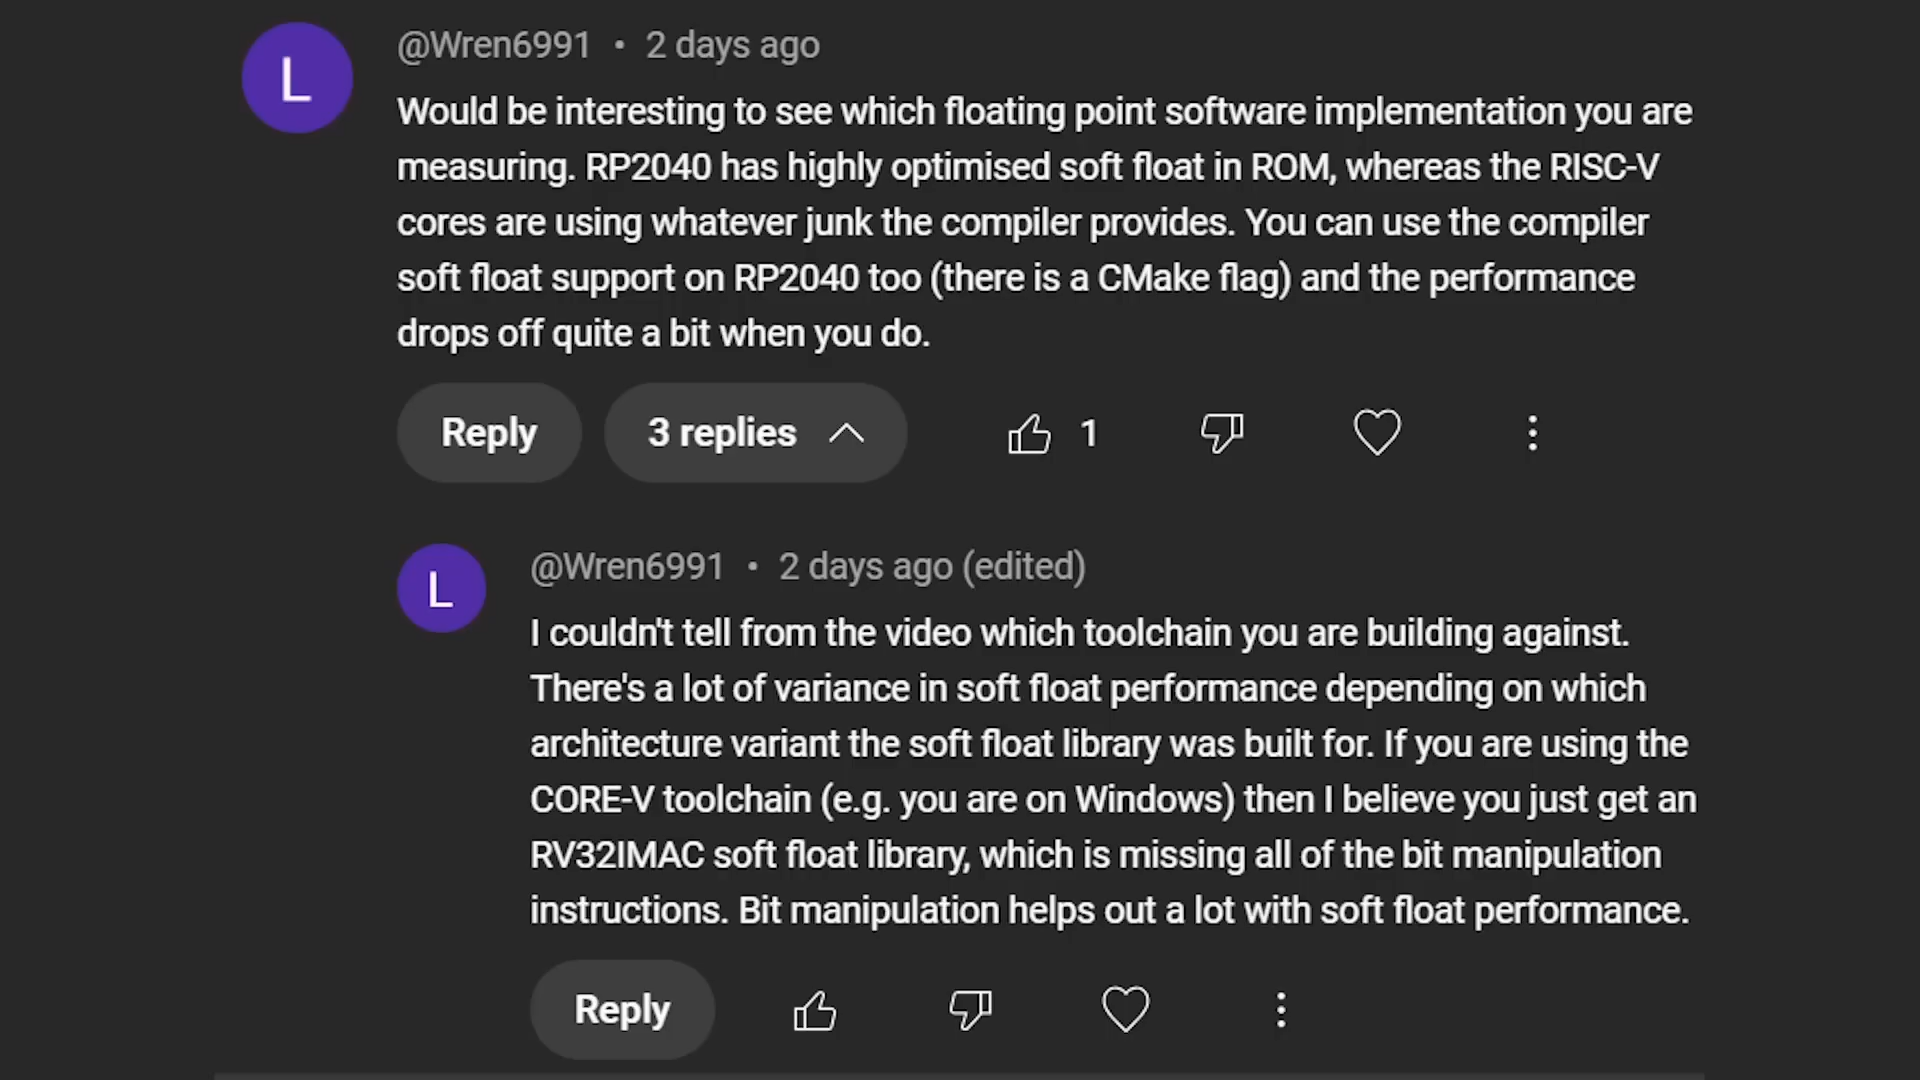 L
@Wren6991 • 2 days ago
Would be interesting to see which floating point software implementation you are
measuring. RP2040 has highly optimised soft float in ROM, whereas the RISC-V
cores are using whatever junk the compiler provides. You can use the compiler
soft float support on RP2040 too (there is a CMake flag) and the performance
drops off quite a bit when you do.
Reply 3 replies 1
L
@Wren6991 • 2 days ago (edited)
I couldn't tell from the video which toolchain you are building against.
There's a lot of variance in soft float performance depending on which
architecture variant the soft float library was built for. If you are using the
CORE-V toolchain (e.g. you are on Windows) then I believe you just get an
RV32IMAC soft float library, which is missing all of the bit manipulation
instructions. Bit manipulation helps out a lot with soft float performance.
Reply